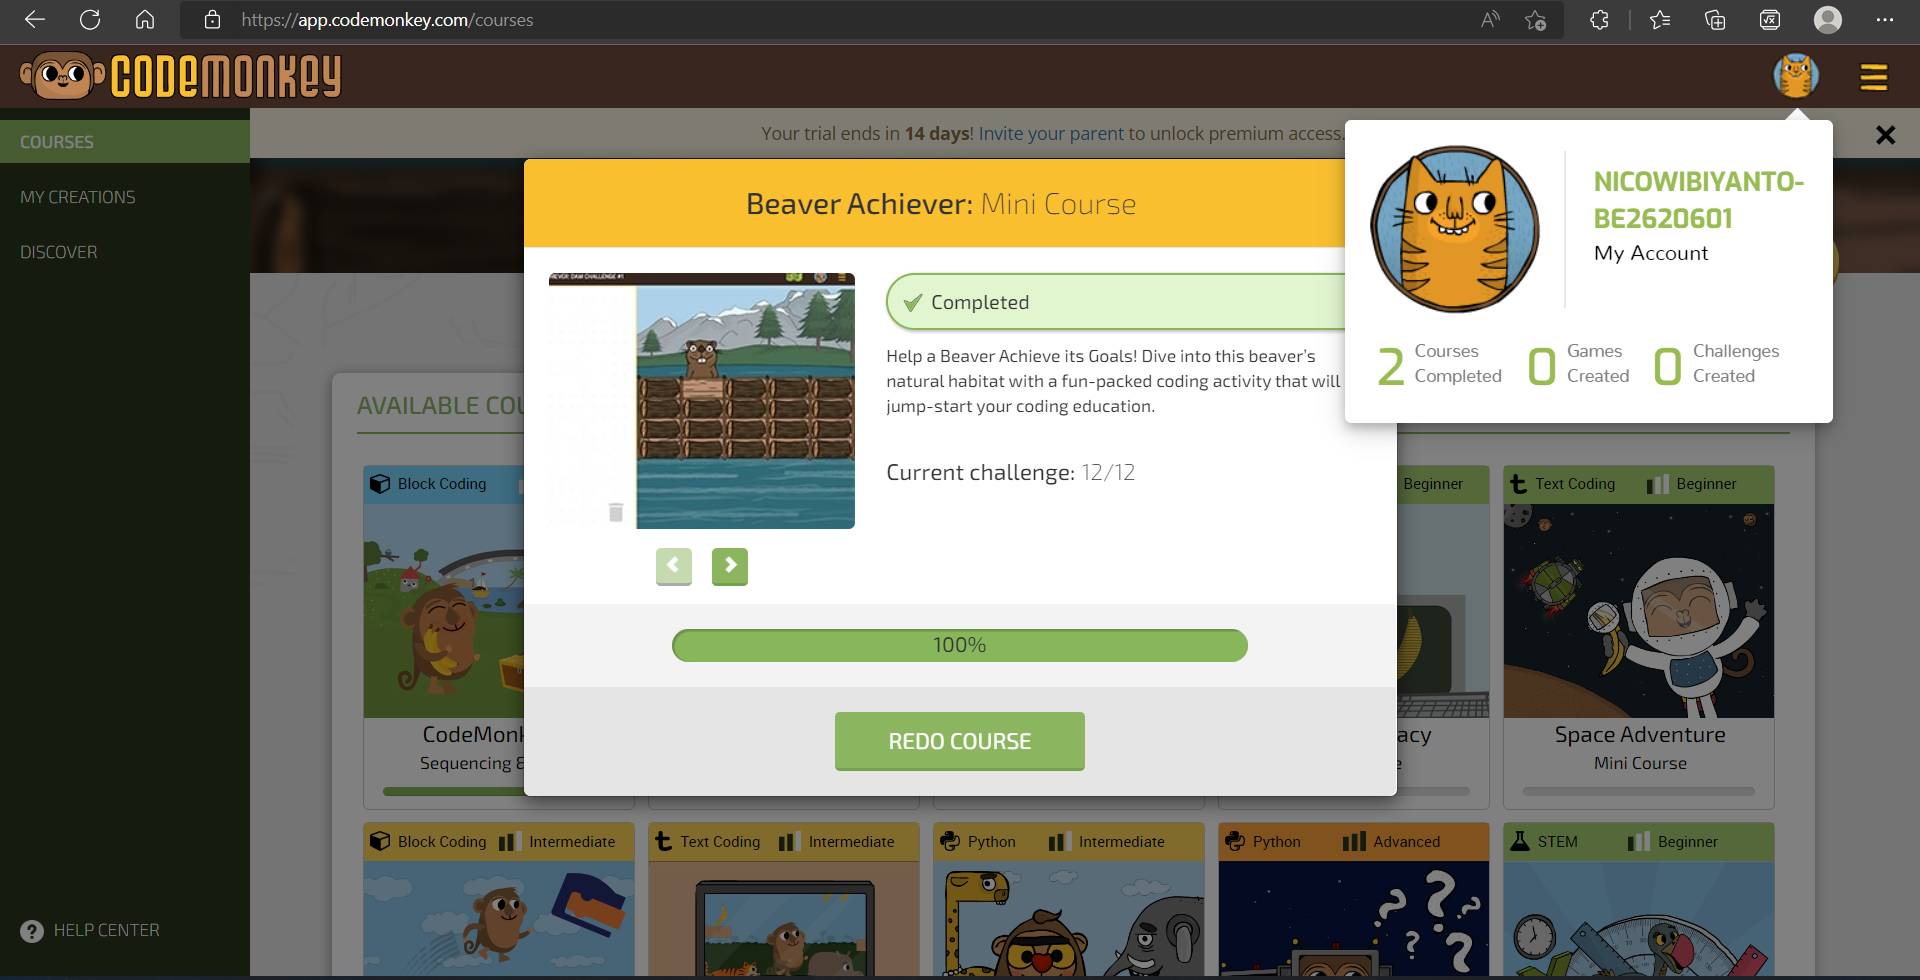 https://app.codemonkey.com/courses
CODEMONKEY
COURSES
MY CREATIONS
DISCOVER
HELP CENTER
Your trial ends in 14 days! Invite your parent to unlock premium access.
NICOWIBIYANTO-
BE2620601
My Account
2 Courses Completed
0 Games Created
0 Challenges Created
Beaver Achiever: Mini Course
Completed
Help a Beaver Achieve its Goals! Dive into this beaver's
natural habitat with a fun-packed coding activity that will
jump-start your coding education.
Current challenge: 12/12
100%
REDO COURSE
AVAILABLE COU
Block Coding
Beginner
Text Coding Beginner
CodeMonk
Sequencing &
acy
Space Adventure
Mini Course
Block Coding Intermediate
Text Coding Intermediate
Python Intermediate
Python Advanced
STEM Beginner